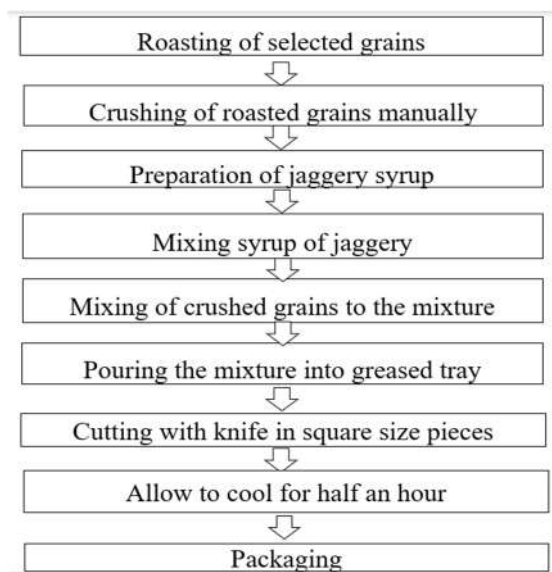 Roasting of selected grains
Crushing of roasted grains manually
Preparation of jaggery syrup
Mixing syrup of jaggery
Mixing of crushed grains to the mixture
Pouring the mixture into greased tray
Cutting with knife in square size pieces
Allow to cool for half an hour
Packaging